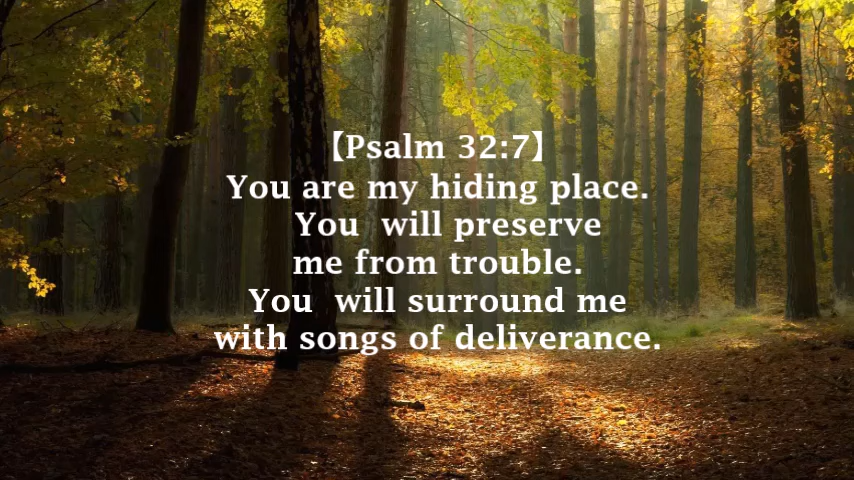 【Psalm 32:7】
You are my hiding place.
You  will preserve
me from trouble.
You  will surround me
with songs of deliverance.